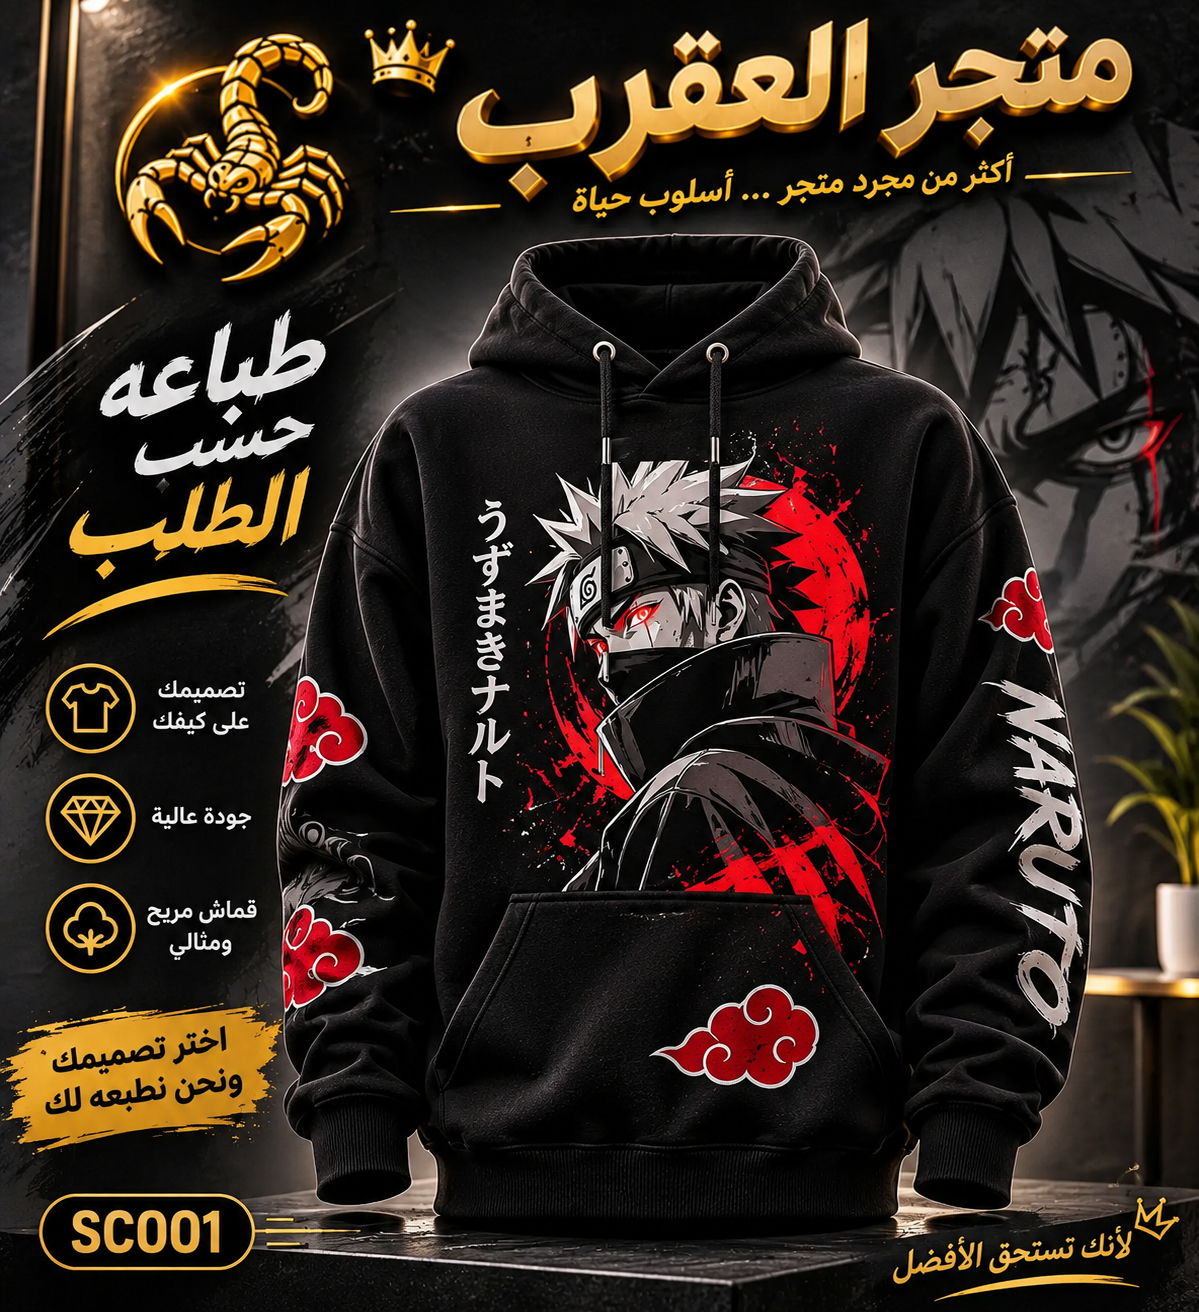 متجر العقرب
أكثر من مجرد متجر ... أسلوب حياة
طباعه
حسب
الطلب
تصميمك
على كيفك
جودة عالية
قماش مريح
ومثالي
اختر تصميمك
ونحن نطبعه لك
SC001
うずまきナルト
NARUTO
لأنك تستحق الأفضل